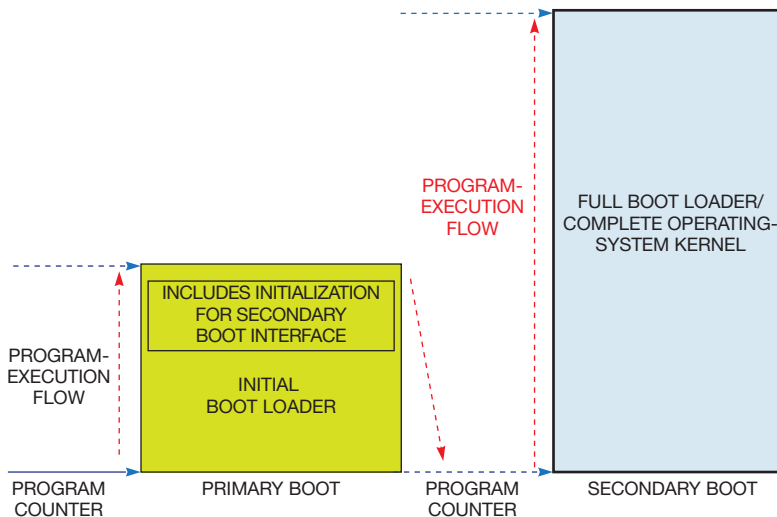 PROGRAM-
EXECUTION
FLOW
INCLUDES INITIALIZATION
FOR SECONDARY
BOOT INTERFACE
INITIAL
BOOT LOADER
PROGRAM
COUNTER
PRIMARY BOOT
PROGRAM-
EXECUTION
FLOW
PROGRAM
COUNTER
FULL BOOT LOADER/
COMPLETE OPERATING-
SYSTEM KERNEL
SECONDARY BOOT